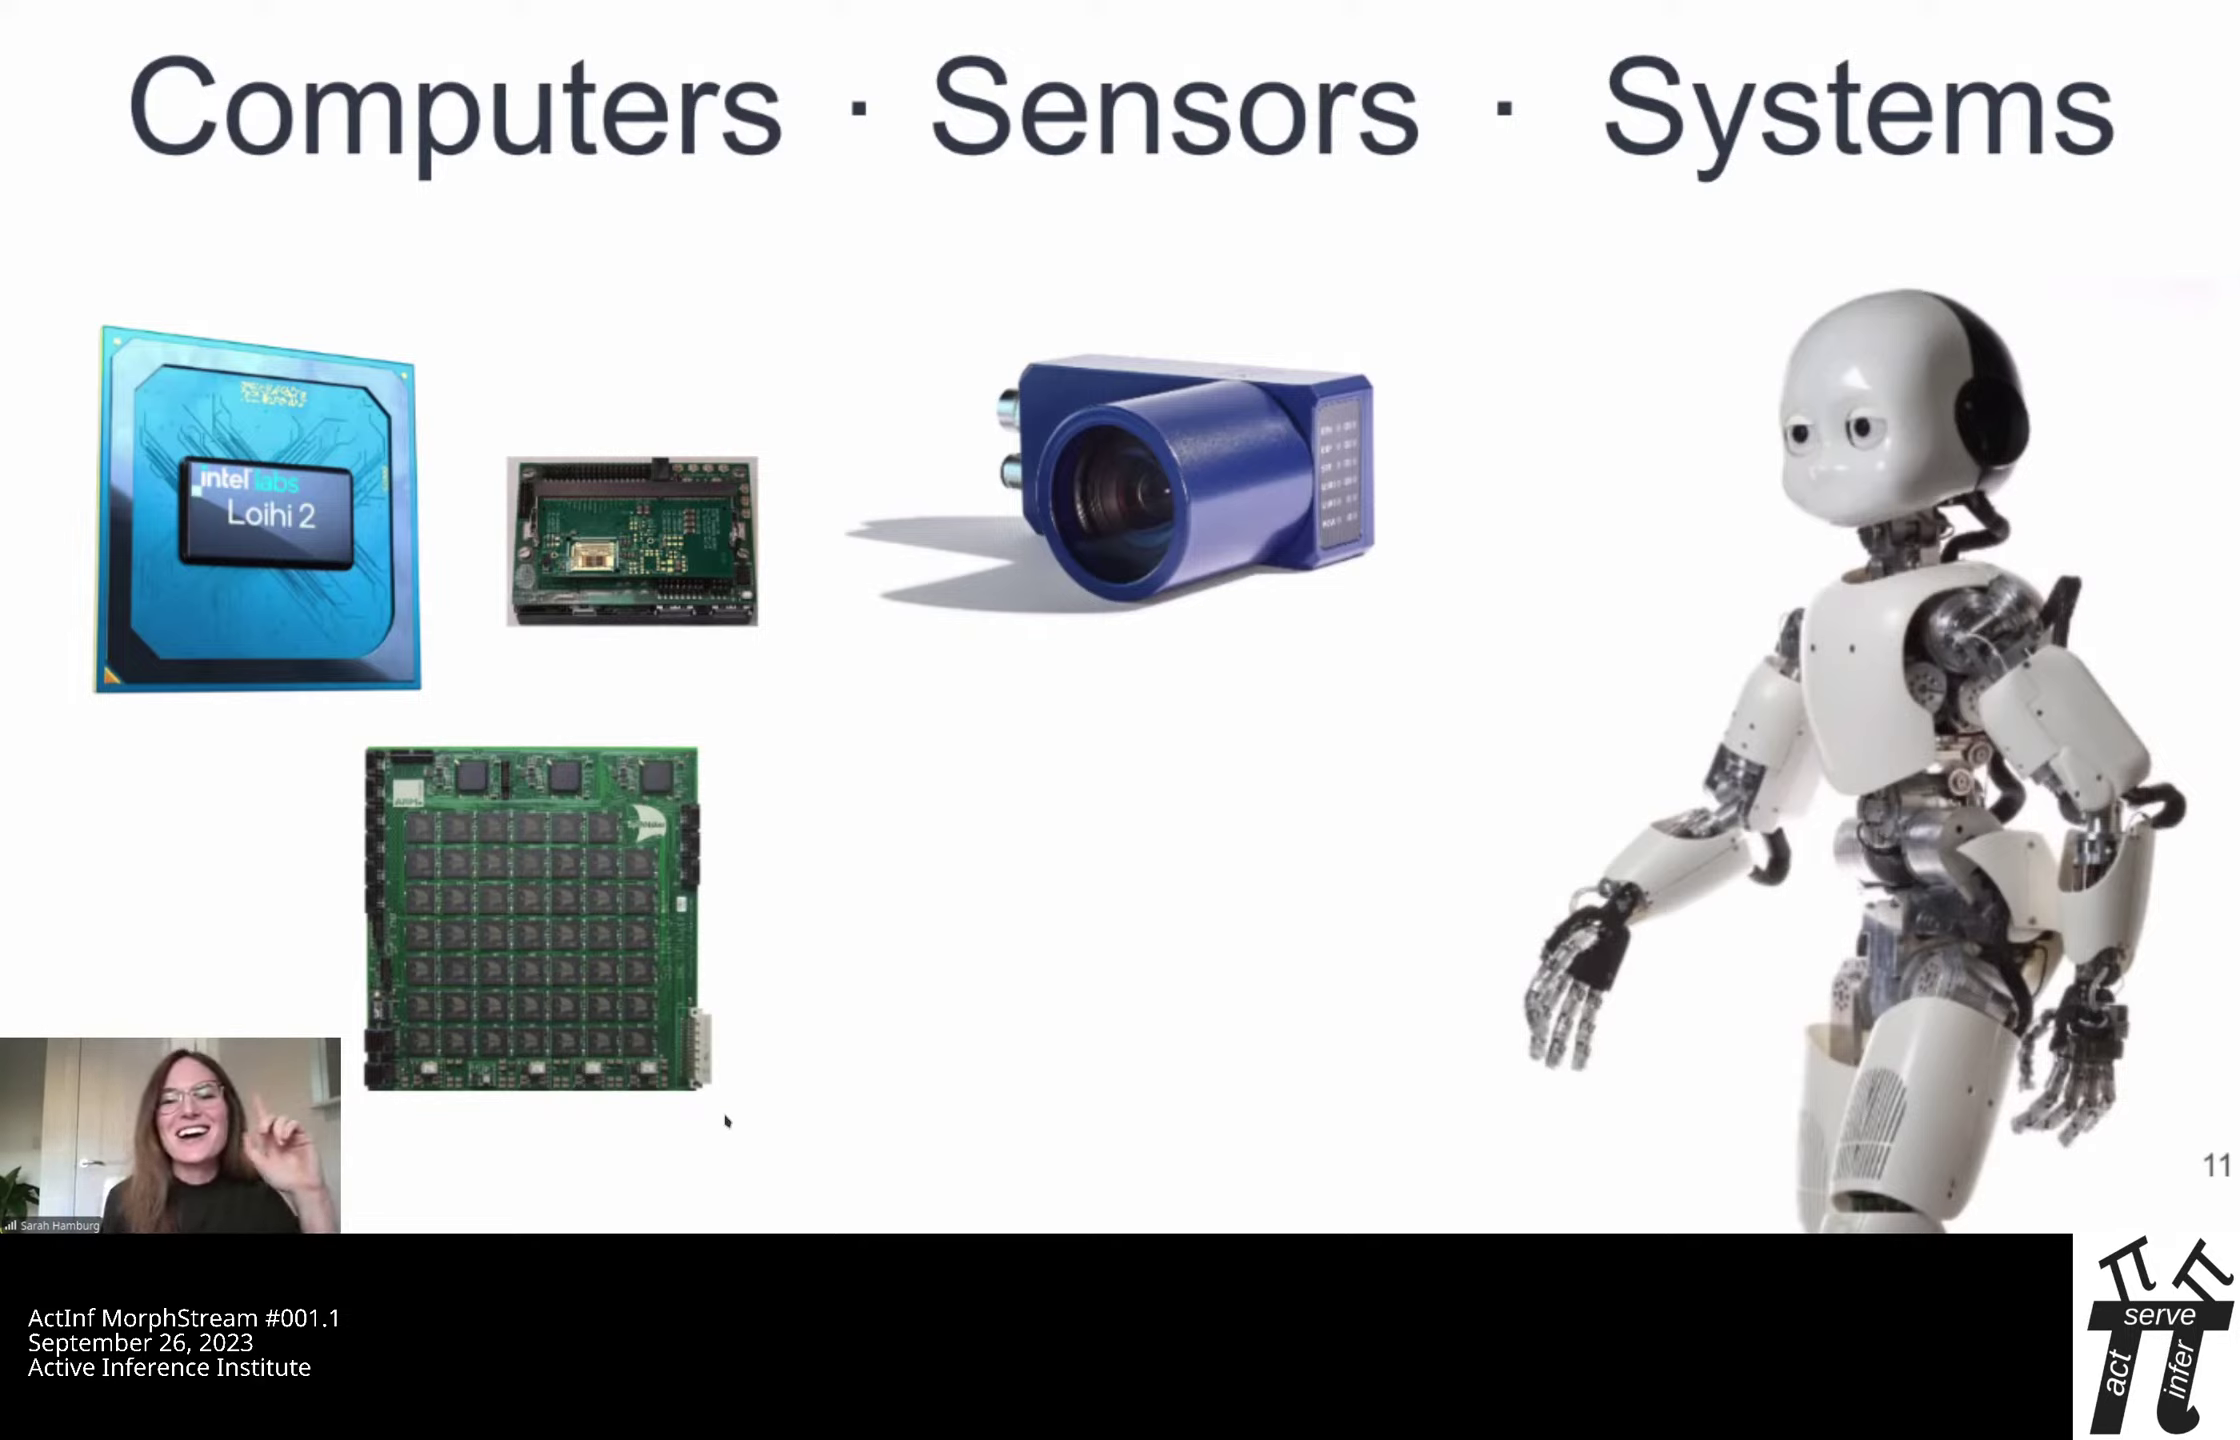 Computers · Sensors · Systems
intel labs
Loihi 2
Sarah Hamburg
11
ActInf MorphStream #001.1
September 26, 2023
Active Inference Institute
serve
act
infer